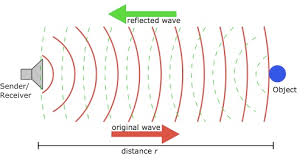 reflected wave
Sender/
Receiver
Object
original wave
distance r